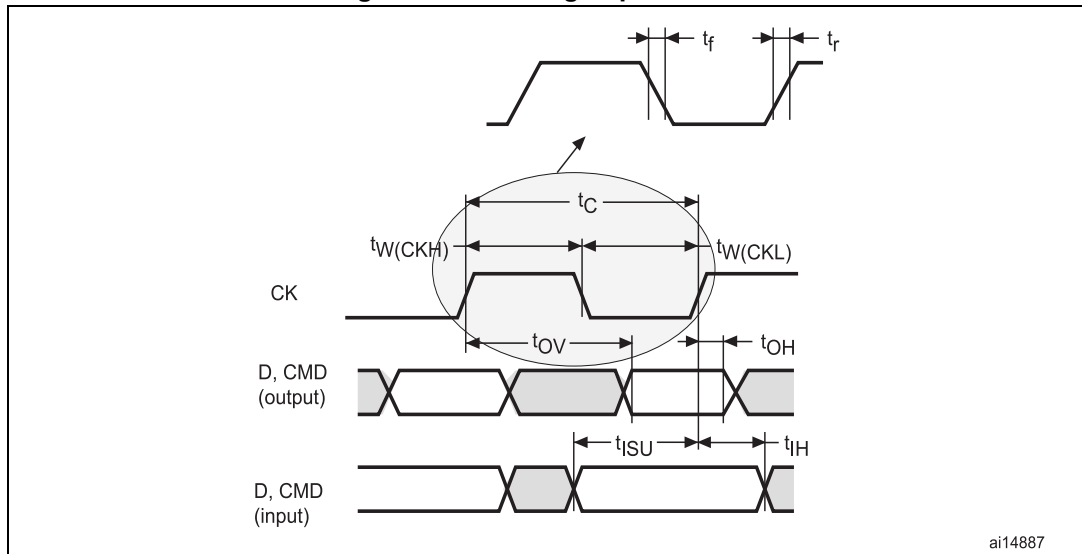 tf
tr
tC
tW(CKH)
tW(CKL)
CK
tOV
tOH
D, CMD
(output)
tISU
tIH
D, CMD
(input)
ai14887